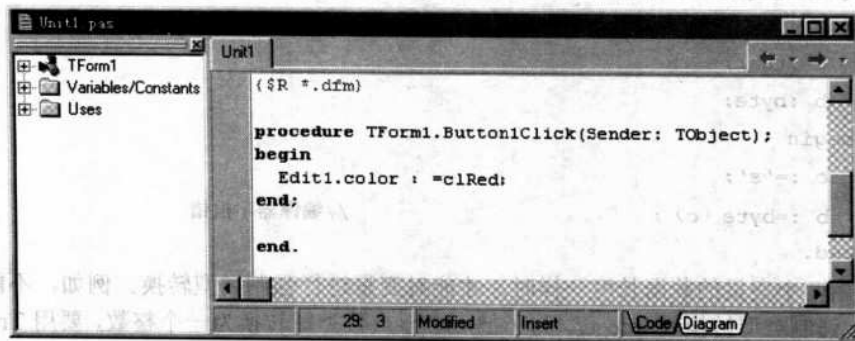 Unit1.pas
TForm1
Variables/Constants
Uses
Unit1
{$R *.dfm}
procedure TForm1.Button1Click(Sender: TObject);
begin
Edit1.color : =clRed;
end;
end.
29: 3 Modified Insert Code Diagram